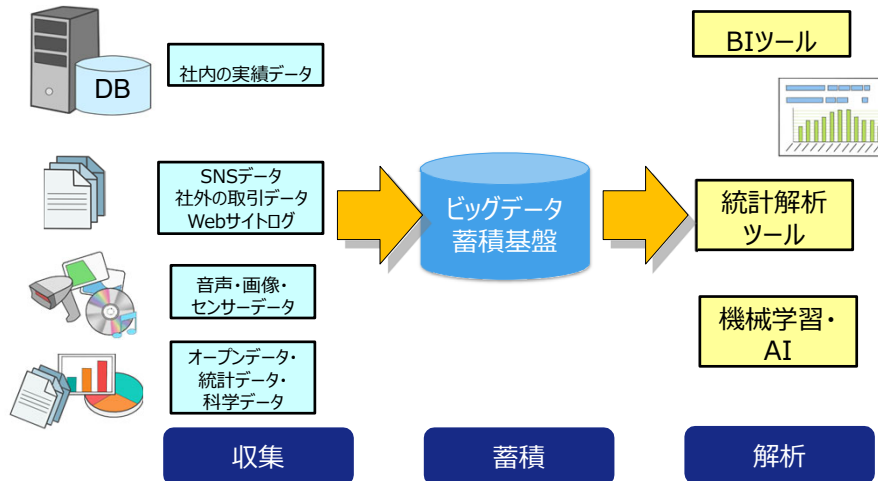 DB
社内の実績データ
SNSデータ
社外の取引データ
Webサイトログ
音声・画像・
センサーデータ
オープンデータ・
統計データ・
科学データ
ビッグデータ
蓄積基盤
BIツール
統計解析
ツール
機械学習・
AI
収集
蓄積
解析